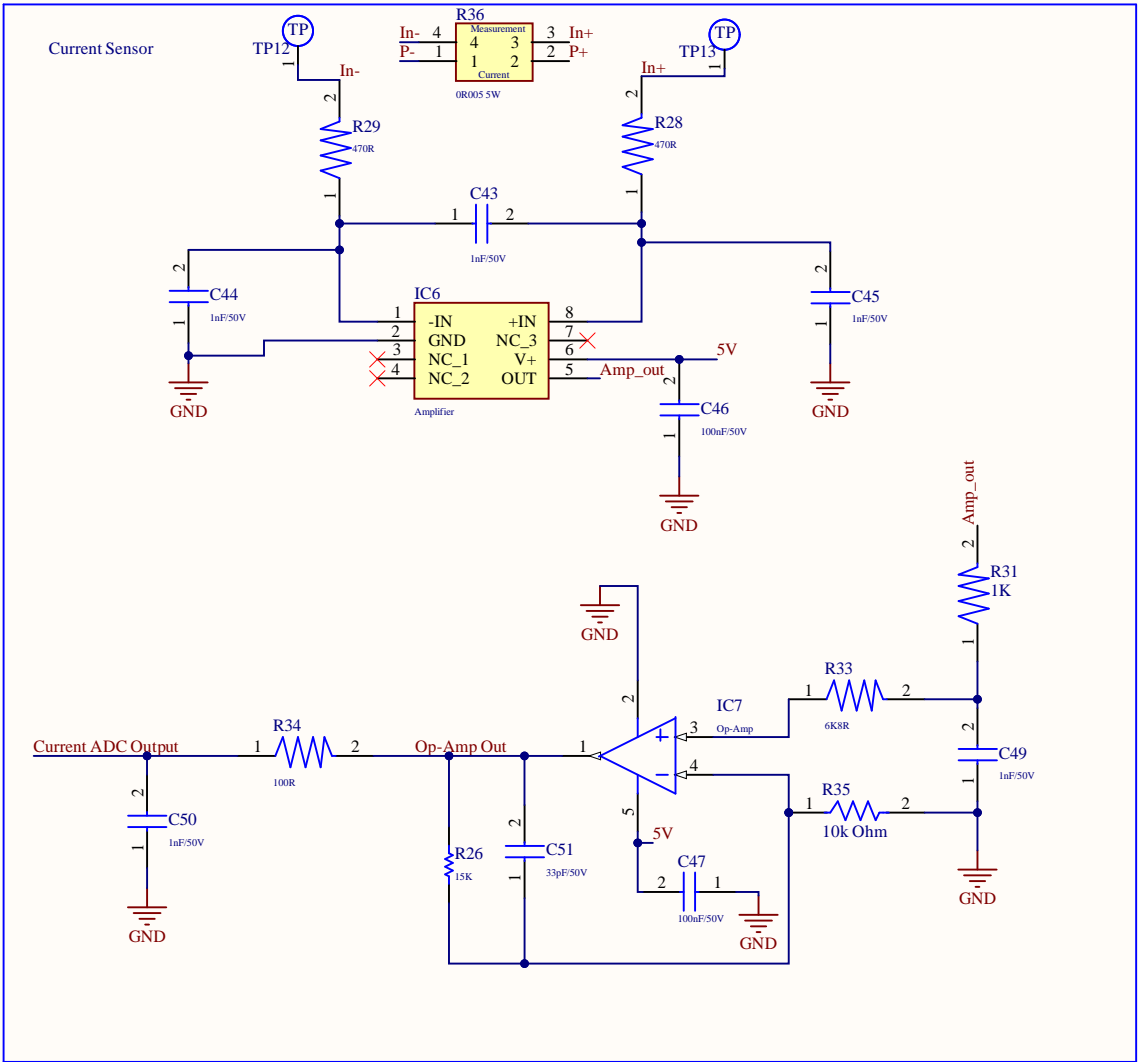 Current Sensor
TP
TP12
1
In-
R36
Measurement
In- 4 4 3 3 In+
P- 1 1 2 2 P+
Current
0R005 5W
TP
TP13
1
In+
2
R29
470R
1
2
R28
470R
1
C43
1 2
1nF/50V
2
C44
1nF/50V
1
GND
2
C45
1nF/50V
1
GND
IC6
1 -IN +IN 8
2 GND NC_3 7
3 NC_1 V+ 6 5V
4 NC_2 OUT 5 Amp_out
Amplifier
2
C46
100nF/50V
1
GND
Amp_out
2
R31
1K
1
GND
2
IC7
Op-Amp
3
4
1
5
5V
R33
1 2
6K8R
2
C49
1nF/50V
1
GND
R35
1 2
10k Ohm
C47
2 1
100nF/50V
GND
Current ADC Output
R34
1 2
100R
Op-Amp Out
2
C50
1nF/50V
1
GND
R26
15K
2
C51
33pF/50V
1